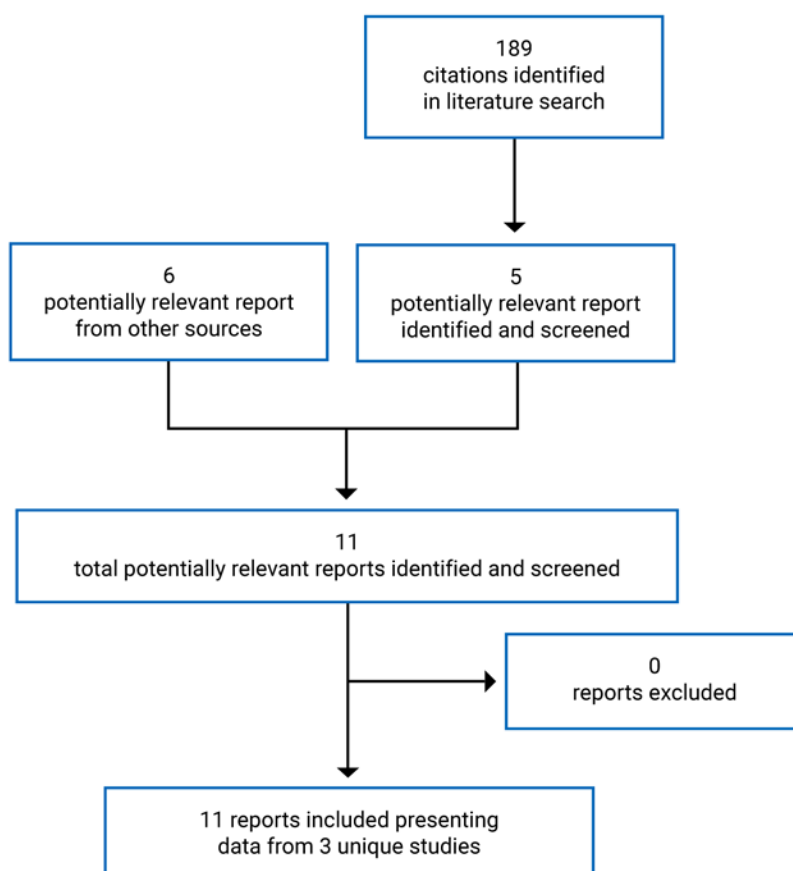 189
citations identified
in literature search
6
potentially relevant report
from other sources
5
potentially relevant report
identified and screened
11
total potentially relevant reports identified and screened
0
reports excluded
11 reports included presenting
data from 3 unique studies